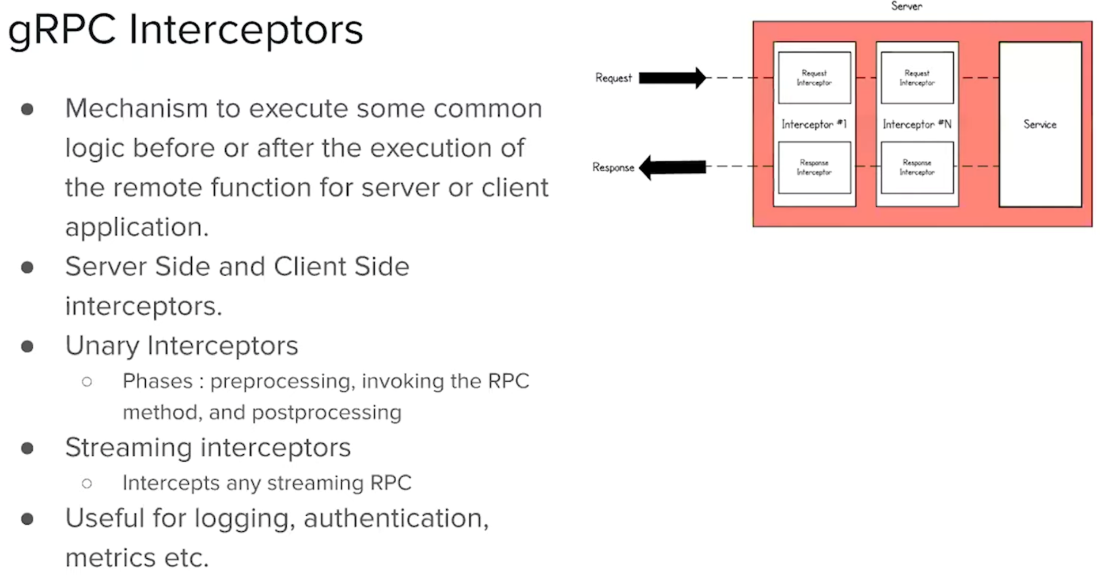 gRPC Interceptors
● Mechanism to execute some common
logic before or after the execution of
the remote function for server or client
application.
● Server Side and Client Side
interceptors.
● Unary Interceptors
○ Phases : preprocessing, invoking the RPC
method, and postprocessing
● Streaming interceptors
○ Intercepts any streaming RPC
● Useful for logging, authentication,
metrics etc.
Server
Request
Request
Interceptor
Request
Interceptor
Interceptor #1
Interceptor #N
Service
Response
Response
Interceptor
Response
Interceptor